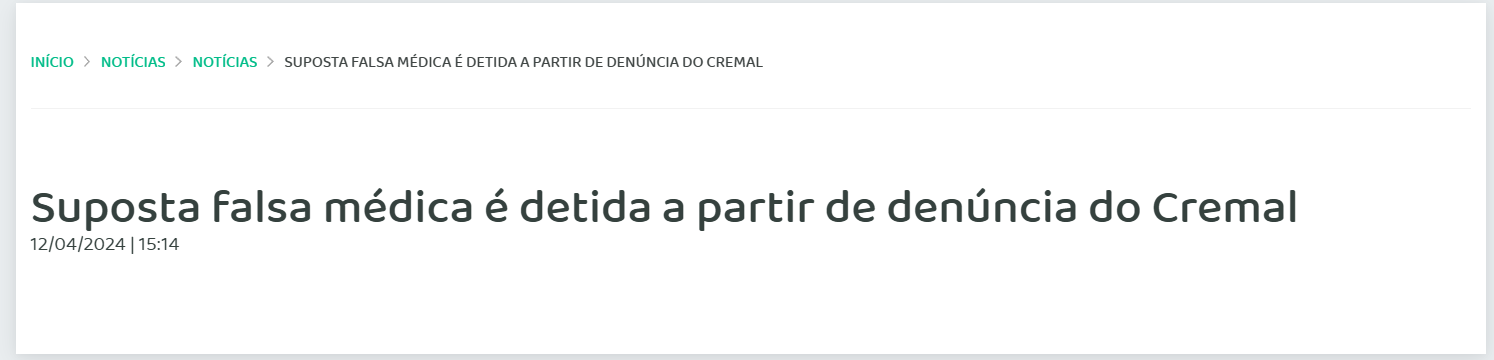 INÍCIO > NOTÍCIAS > NOTÍCIAS > SUPOSTA FALSA MÉDICA É DETIDA A PARTIR DE DENÚNCIA DO CREMAL
Suposta falsa médica é detida a partir de denúncia do Cremal
12/04/2024 | 15:14